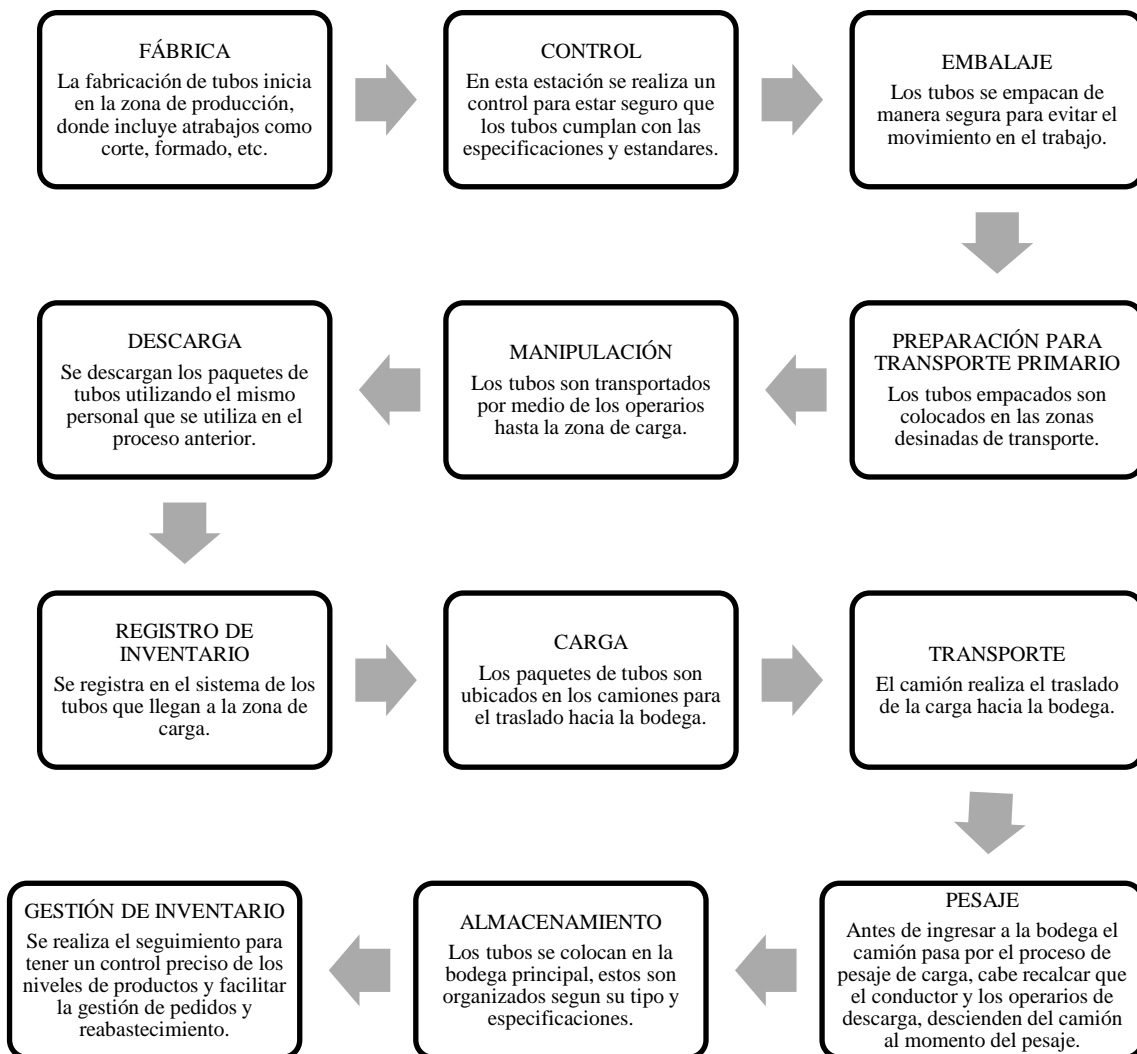 FÁBRICA
La fabricación de tubos inicia
en la zona de producción,
donde incluye atrabajos como
corte, formado, etc.
CONTROL
En esta estación se realiza un
control para estar seguro que
los tubos cumplan con las
especificaciones y estandares.
EMBALAJE
Los tubos se empacan de
manera segura para evitar el
movimiento en el trabajo.
PREPARACIÓN PARA
TRANSPORTE PRIMARIO
Los tubos empacados son
colocados en las zonas
desinadas de transporte.
MANIPULACIÓN
Los tubos son transportados
por medio de los operarios
hasta la zona de carga.
DESCARGA
Se descargan los paquetes de
tubos utilizando el mismo
personal que se utiliza en el
proceso anterior.
REGISTRO DE
INVENTARIO
Se registra en el sistema de los
tubos que llegan a la zona de
carga.
CARGA
Los paquetes de tubos son
ubicados en los camiones para
el traslado hacia la bodega.
TRANSPORTE
El camión realiza el traslado
de la carga hacia la bodega.
PESAJE
Antes de ingresar a la bodega el
camión pasa por el proceso de
pesaje de carga, cabe recalcar que
el conductor y los operarios de
descarga, descienden del camión
al momento del pesaje.
ALMACENAMIENTO
Los tubos se colocan en la
bodega principal, estos son
organizados segun su tipo y
especificaciones.
GESTIÓN DE INVENTARIO
Se realiza el seguimiento para
tener un control preciso de los
niveles de productos y facilitar
la gestión de pedidos y
reabastecimiento.